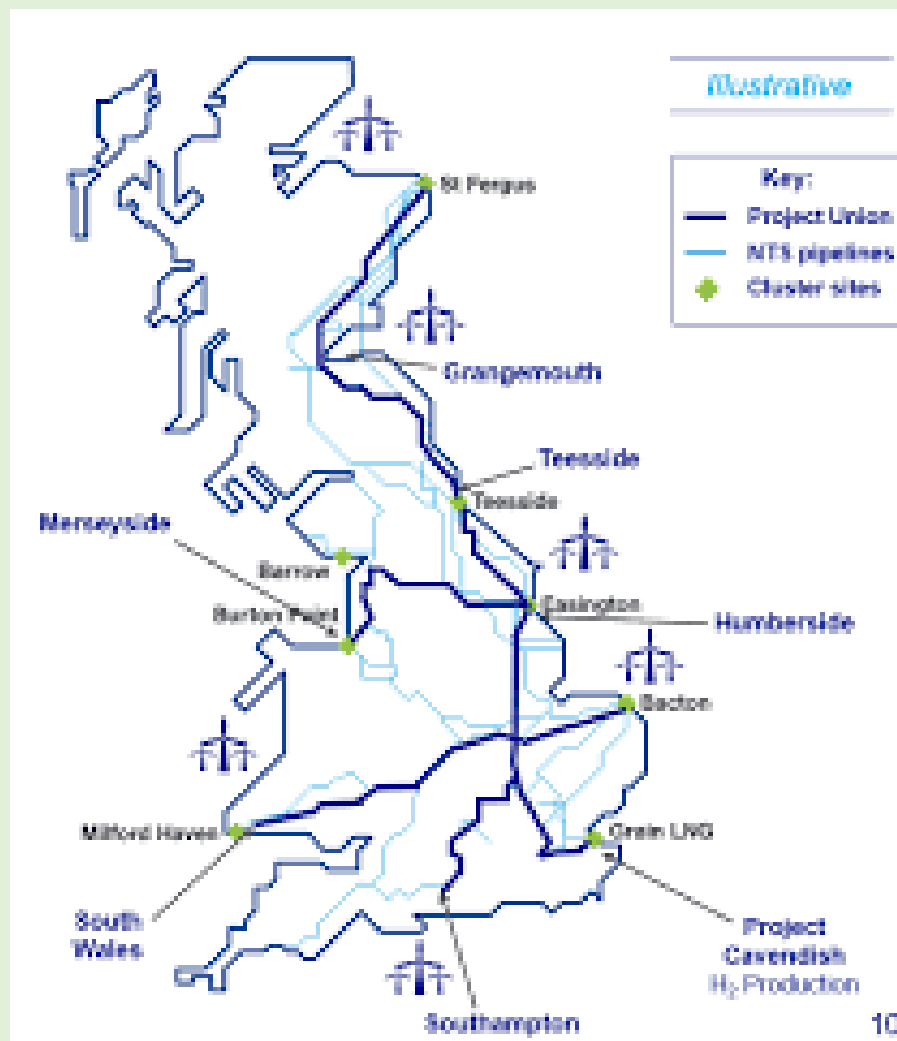 Illustrative
Key:
Project Union
NTS pipelines
Cluster sites
St Fergus
Grangemouth
Teesside
Teesside
Merseyside
Barrow
Burton Point
Easington
Humberside
Bacton
Milford Haven
Grain LNG
South
Wales
Project
Cavendish
H₂ Production
Southampton
10